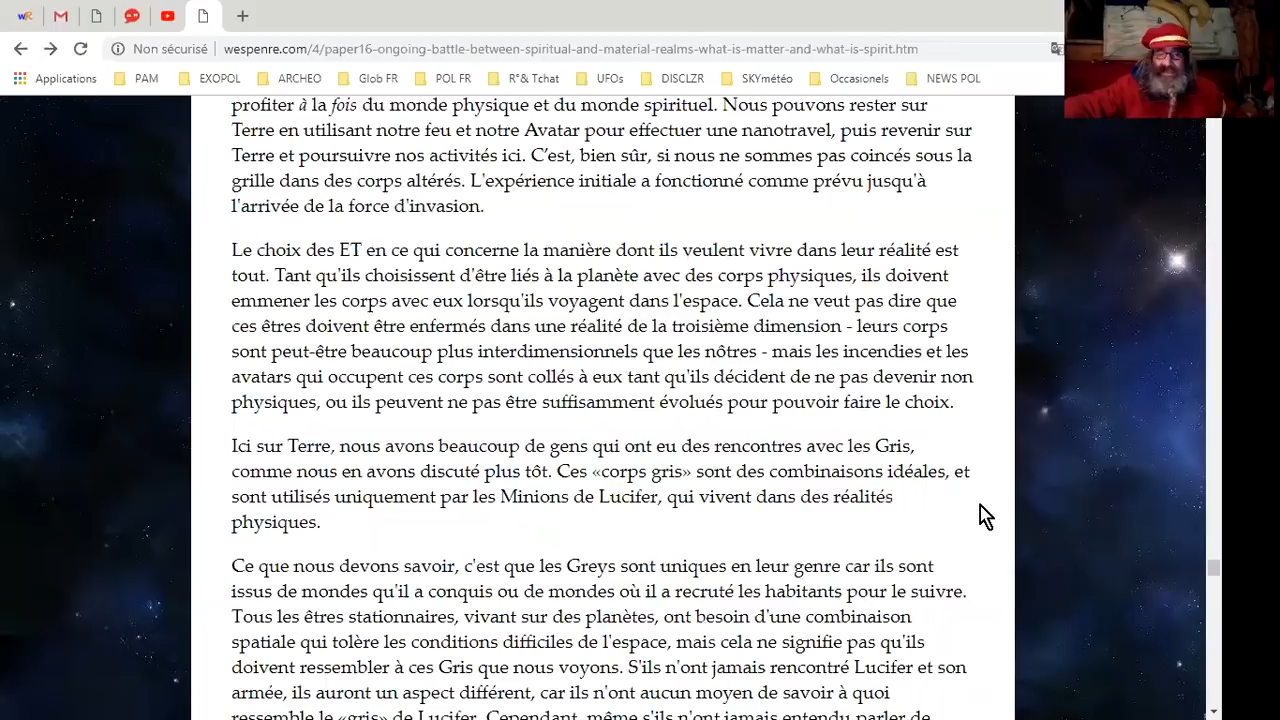 Non sécurisé
wespenre.com/4/paper16-ongoing-battle-between-spiritual-and-material-realms-what-is-matter-and-what-is-spirit.htm
Applications PAM EXOPOL ARCHEO Glob FR POL FR R°& Tchat UFOs DISCLZR SKYmétéo Occasionels NEWS POL
profiter à la fois du monde physique et du monde spirituel. Nous pouvons rester sur
Terre en utilisant notre feu et notre Avatar pour effectuer une nanotravel, puis revenir sur
Terre et poursuivre nos activités ici. C’est, bien sûr, si nous ne sommes pas coincés sous la
grille dans des corps altérés. L'expérience initiale a fonctionné comme prévu jusqu'à
l'arrivée de la force d'invasion.
Le choix des ET en ce qui concerne la manière dont ils veulent vivre dans leur réalité est
tout. Tant qu'ils choisissent d'être liés à la planète avec des corps physiques, ils doivent
emmener les corps avec eux lorsqu'ils voyagent dans l'espace. Cela ne veut pas dire que
ces êtres doivent être enfermés dans une réalité de la troisième dimension - leurs corps
sont peut-être beaucoup plus interdimensionnels que les nôtres - mais les incendies et les
avatars qui occupent ces corps sont collés à eux tant qu'ils décident de ne pas devenir non
physiques, ou ils peuvent ne pas être suffisamment évolués pour pouvoir faire le choix.
Ici sur Terre, nous avons beaucoup de gens qui ont eu des rencontres avec les Gris,
comme nous en avons discuté plus tôt. Ces «corps gris» sont des combinaisons idéales, et
sont utilisés uniquement par les Minions de Lucifer, qui vivent dans des réalités
physiques.
Ce que nous devons savoir, c'est que les Greys sont uniques en leur genre car ils sont
issus de mondes qu'il a conquis ou de mondes où il a recruté les habitants pour le suivre.
Tous les êtres stationnaires, vivant sur des planètes, ont besoin d'une combinaison
spatiale qui tolère les conditions difficiles de l'espace, mais cela ne signifie pas qu'ils
doivent ressembler à ces Gris que nous voyons. S'ils n'ont jamais rencontré Lucifer et son
armée, ils auront un aspect différent, car ils n'ont aucun moyen de savoir à quoi
ressemble le «gris» de Lucifer. Cependant, même s'ils n'ont jamais entendu parler de